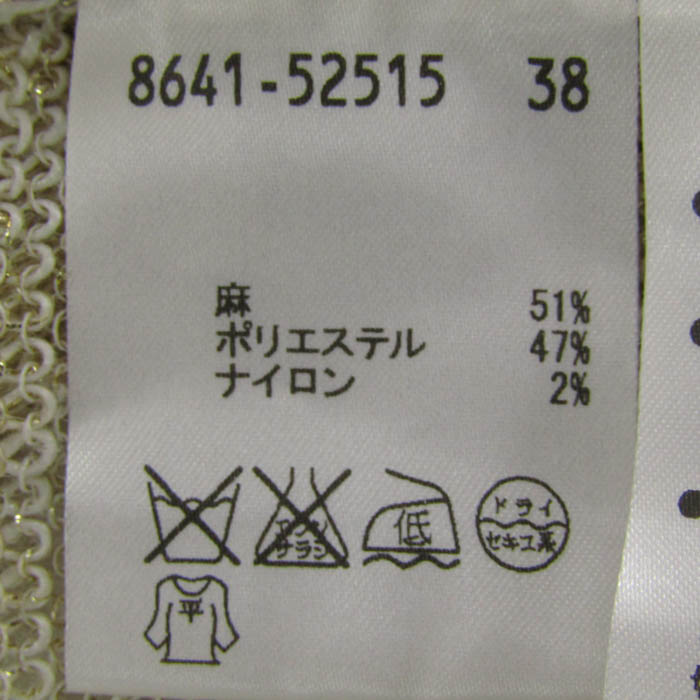 8641-52515 38
麻 51%
ポリエステル 47%
ナイロン 2%
エンソ
サラシ
低
ドライ
セキユ系
平